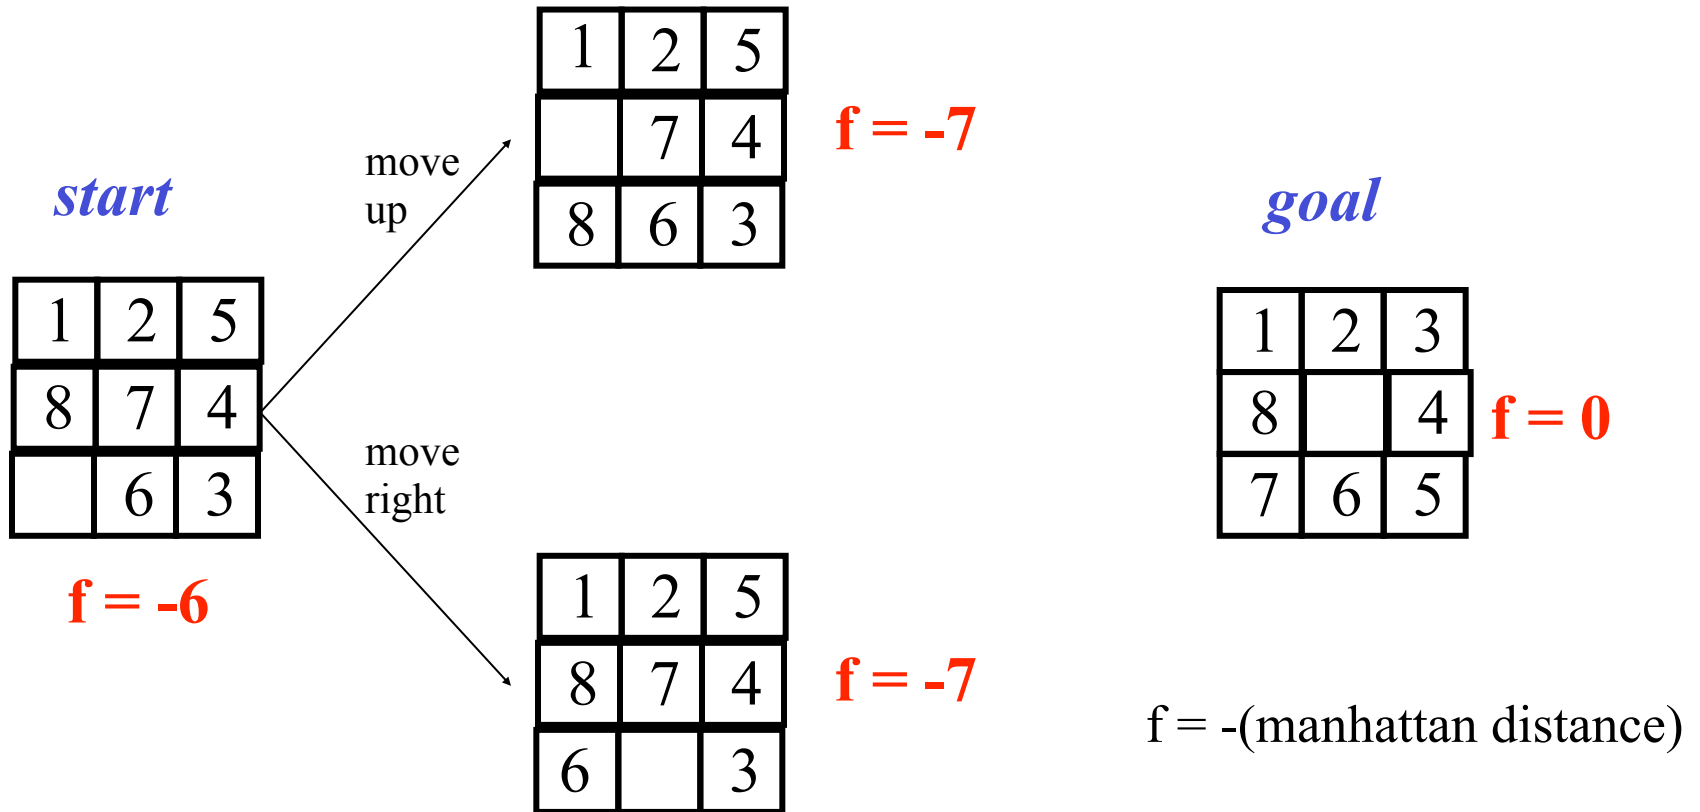 start
1 2 5
8 7 4
6 3
f = -6
move
up
1 2 5
7 4
8 6 3
f = -7
move
right
1 2 5
8 7 4
6 3
f = -7
goal
1 2 3
8 4
7 6 5
f = 0
f = -(manhattan distance)